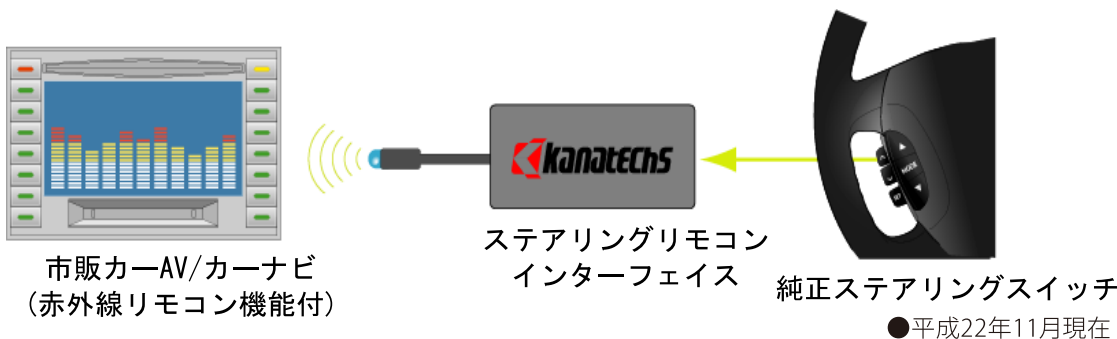 kanatechs
MODE
ステアリングリモコン
インターフェイス
市販カーAV/カーナビ
(赤外線リモコン機能付)
純正ステアリングスイッチ
●平成22年11月現在